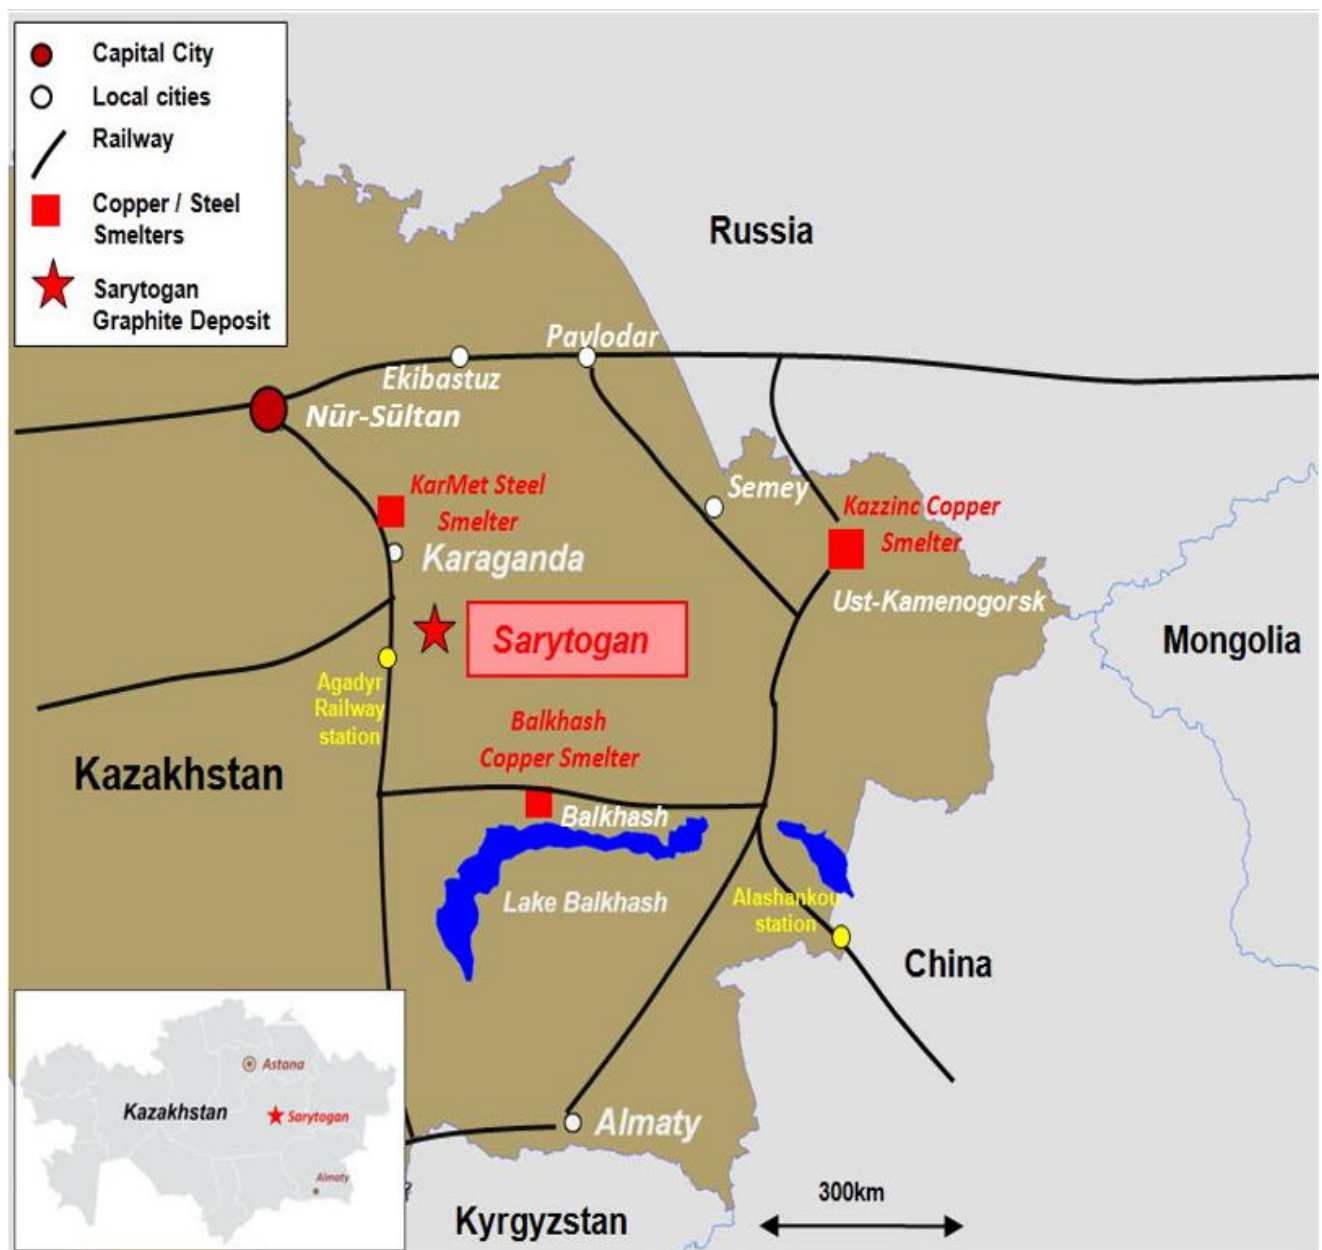 Capital City
Local cities
Railway
Copper / Steel
Smelters
Sarytogan
Graphite Deposit
Russia
Pavlodar
Ekibastuz
Nūr-Sūltan
KarMet Steel
Smelter
Semey
Kazzinc Copper
Smelter
Karaganda
Ust-Kamenogorsk
Sarytogan
Mongolia
Agadyr
Railway
station
Balkhash
Copper Smelter
Kazakhstan
Balkhash
Lake Balkhash
Alashankou
station
China
Astana
Kazakhstan
Sarytogan
Almaty
Almaty
300km
Kyrgyzstan